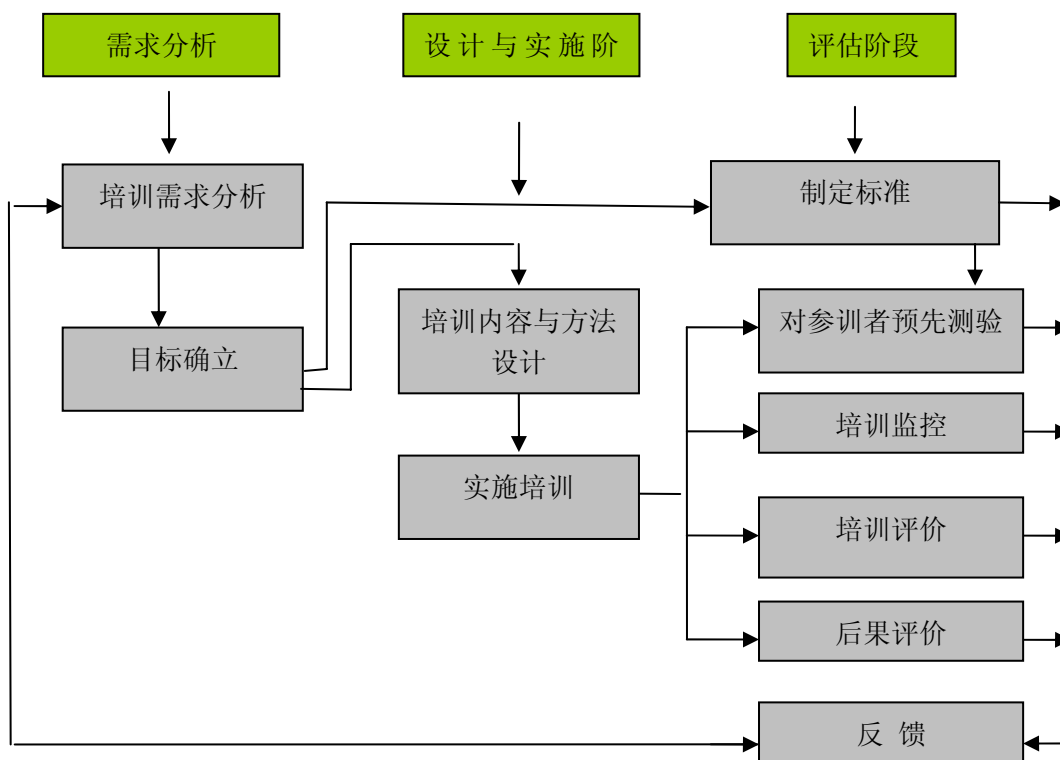 需求分析
设计与实施阶
评估阶段
培训需求分析
制定标准
目标确立
培训内容与方法
设计
对参训者预先测验
培训监控
实施培训
培训评价
后果评价
反 馈